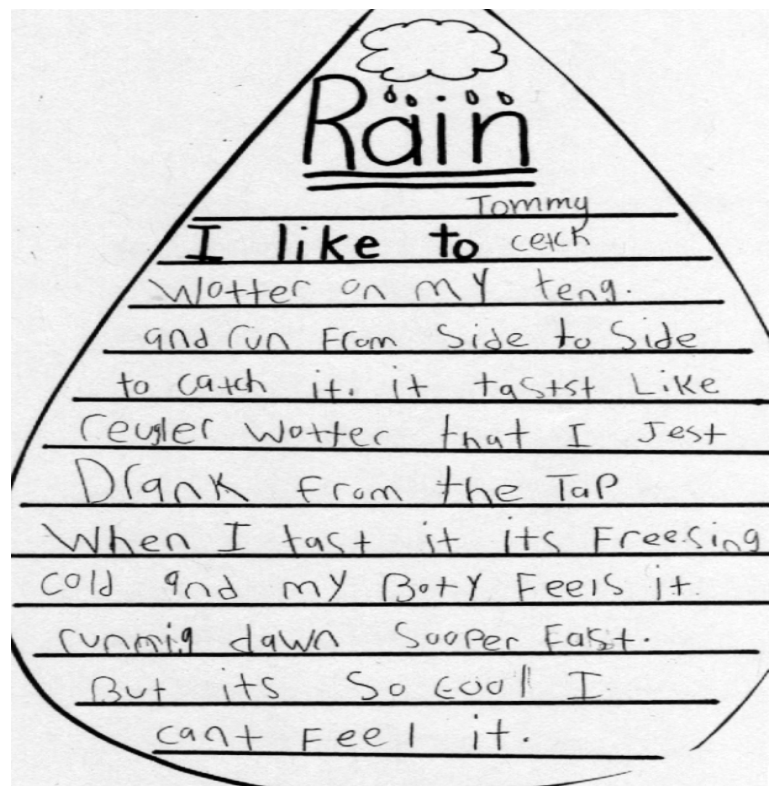 Rain
Tommy
I like to cetch
Wotter on my teng.
and run From Side to Side
to catch it. it tastst Like
reugler Wotter that I Jest
Drank From the Tap
When I tast it its Freesing
cold and my Boty Feels it
runnig dawn Sooper Fast.
But its So cool I
cant Feel it.